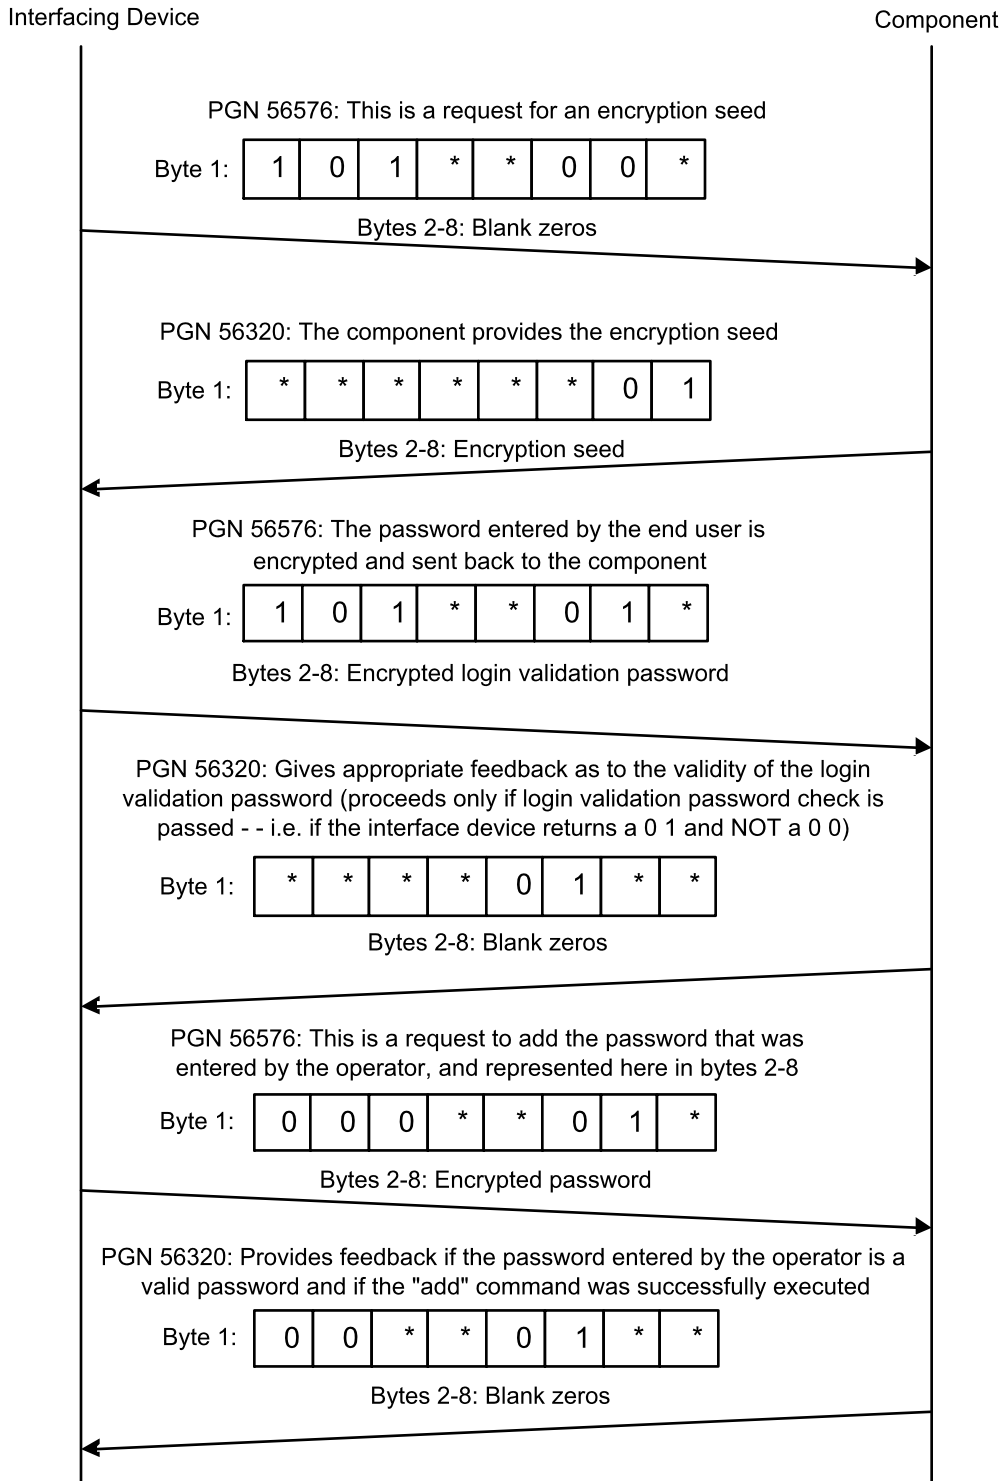 Interfacing Device
Component
PGN 56576: This is a request for an encryption seed
Byte 1: 1 0 1 * * 0 0 *
Bytes 2-8: Blank zeros
PGN 56320: The component provides the encryption seed
Byte 1: * * * * * * 0 1
Bytes 2-8: Encryption seed
PGN 56576: The password entered by the end user is
encrypted and sent back to the component
Byte 1: 1 0 1 * * 0 1 *
Bytes 2-8: Encrypted login validation password
PGN 56320: Gives appropriate feedback as to the validity of the login
validation password (proceeds only if login validation password check is
passed - - i.e. if the interface device returns a 0 1 and NOT a 0 0)
Byte 1: * * * * 0 1 * *
Bytes 2-8: Blank zeros
PGN 56576: This is a request to add the password that was
entered by the operator, and represented here in bytes 2-8
Byte 1: 0 0 0 * * 0 1 *
Bytes 2-8: Encrypted password
PGN 56320: Provides feedback if the password entered by the operator is a
valid password and if the "add" command was successfully executed
Byte 1: 0 0 * * 0 1 * *
Bytes 2-8: Blank zeros